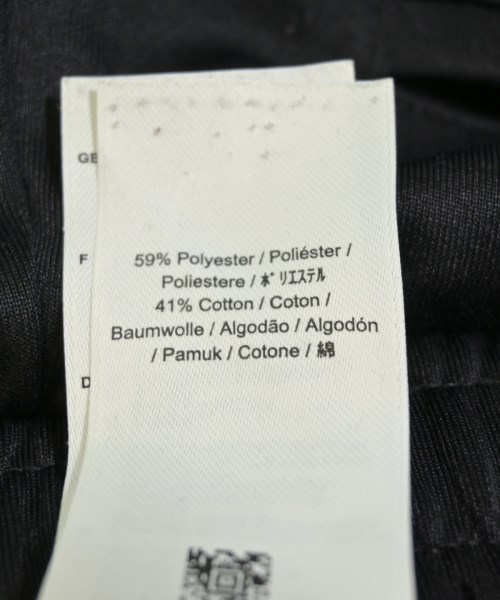 GE
F
D
59% Polyester / Poliéster /
Poliestere / ﾎﾟﾘｴｽﾃﾙ
41% Cotton / Coton /
Baumwolle / Algodão / Algodón
/ Pamuk / Cotone / 綿